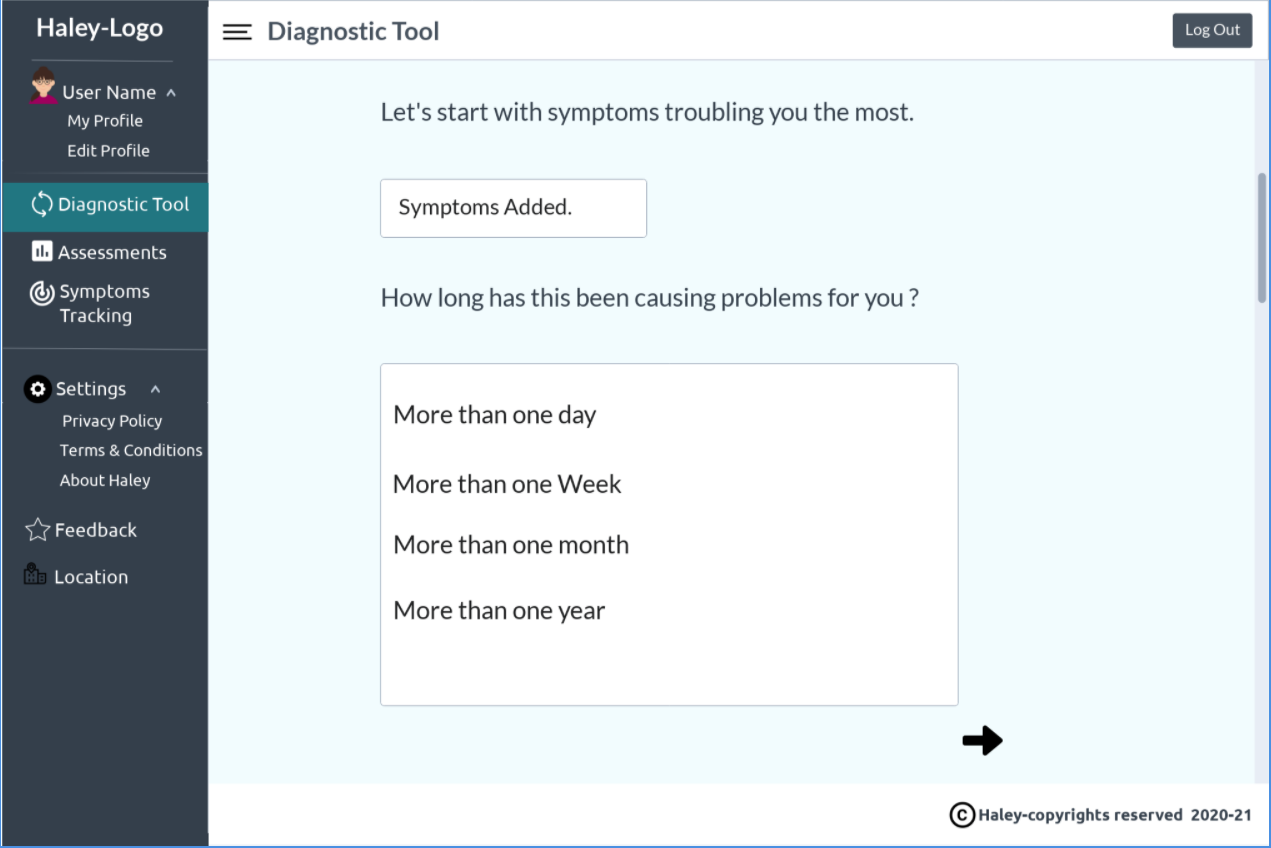 Haley-Logo
User Name
My Profile
Edit Profile
Diagnostic Tool
Assessments
Symptoms
Tracking
Settings
Privacy Policy
Terms & Conditions
About Haley
Feedback
Location
Diagnostic Tool
Log Out
Let's start with symptoms troubling you the most.
Symptoms Added.
How long has this been causing problems for you ?
More than one day
More than one Week
More than one month
More than one year
© Haley-copyrights reserved 2020-21